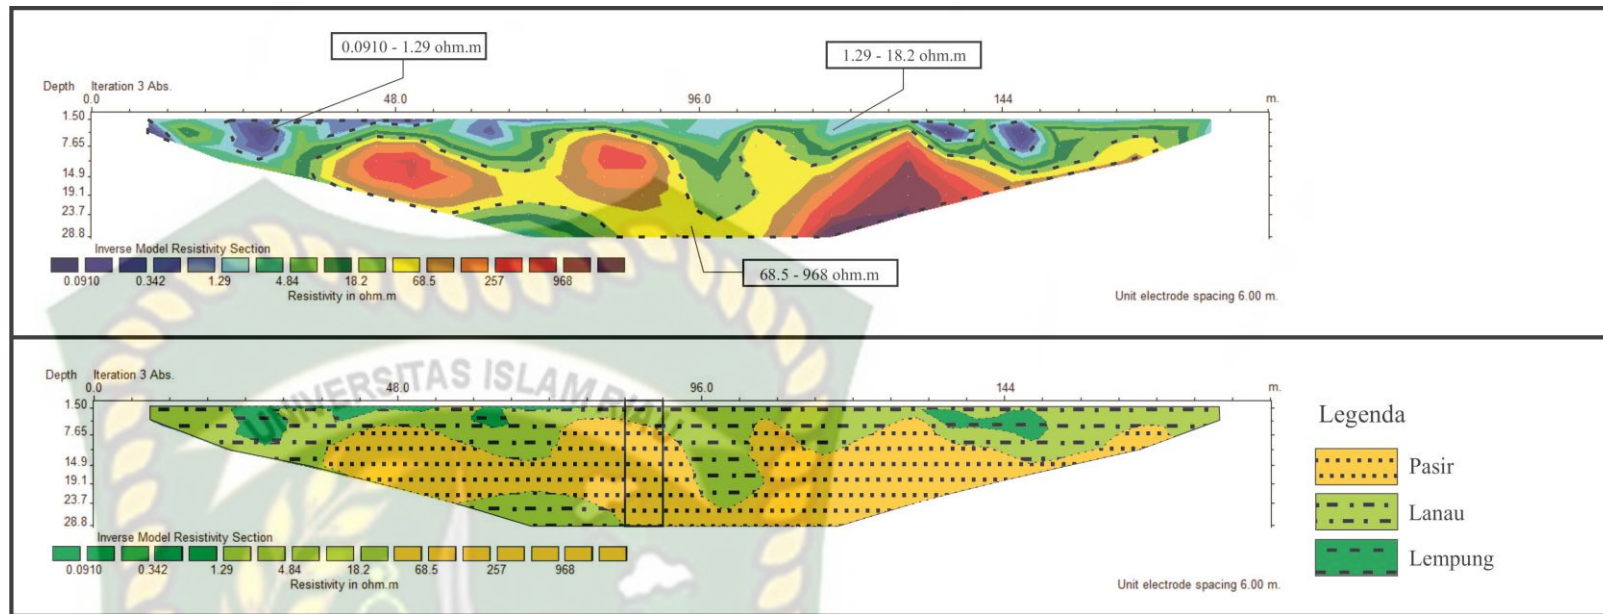 0.0910 - 1.29 ohm.m
1.29 - 18.2 ohm.m
Depth Iteration 3 Abs.
0.0 48.0 96.0 144 m.
1.50
7.65
14.9
19.1
23.7
28.8
Inverse Model Resistivity Section
0.0910 0.342 1.29 4.84 18.2 68.5 257 968
Resistivity in ohm.m
68.5 - 968 ohm.m
Unit electrode spacing 6.00 m.
UNIVERSITAS ISLAM RIAU
Depth Iteration 3 Abs.
0.0 48.0 96.0 144 m.
1.50
7.65
14.9
19.1
23.7
28.8
Inverse Model Resistivity Section
0.0910 0.342 1.29 4.84 18.2 68.5 257 968
Resistivity in ohm.m
Unit electrode spacing 6.00 m.
Legenda
Pasir
Lanau
Lempung